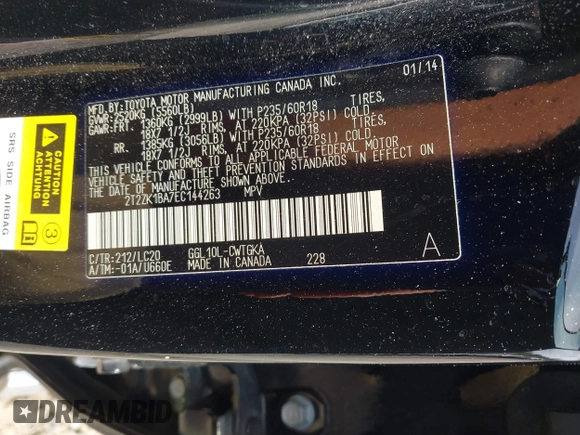 MFD. BY:TOYOTA MOTOR MANUFACTURING CANADA INC. 01/14
GVWR:2520KG (5560LB)
GAWR:FRT. 1360KG (2999LB) WITH P235/60R18 TIRES,
18X7 1/2J RIMS, AT 220KPA (32PSI) COLD
RR. 1385KG (3056LB) WITH P235/60R18 TIRES,
18X7 1/2J RIMS, AT 220KPA (32PSI) COLD.
THIS VEHICLE CONFORMS TO ALL APPLICABLE FEDERAL MOTOR
VEHICLE SAFETY AND THEFT PREVENTION STANDARDS IN EFFECT ON
THE DATE OF MANUFACTURE SHOWN ABOVE.
2T2ZK1BA7EC144263 MPV
C/TR:212/LC20 GGL10L-CWTGKA
A/TM:-01A/U660E MADE IN CANADA 228 A
SRS SIDE AIRBAG
ATTENTION
3
DREAMBID